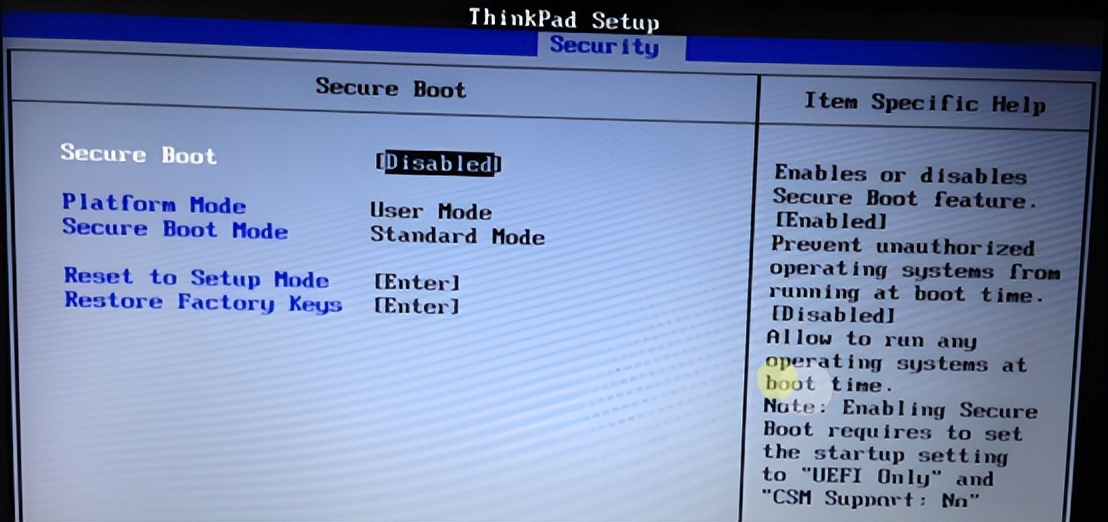 ThinkPad Setup
Security
Secure Boot
Secure Boot [Disabled]
Platform Mode User Mode
Secure Boot Mode Standard Mode
Reset to Setup Mode [Enter]
Restore Factory Keys [Enter]
Item Specific Help
Enables or disables
Secure Boot feature.
[Enabled]
Prevent unauthorized
operating systems from
running at boot time.
[Disabled]
Allow to run any
operating systems at
boot time.
Note: Enabling Secure
Boot requires to set
the startup setting
to "UEFI Only" and
"CSM Support: No"